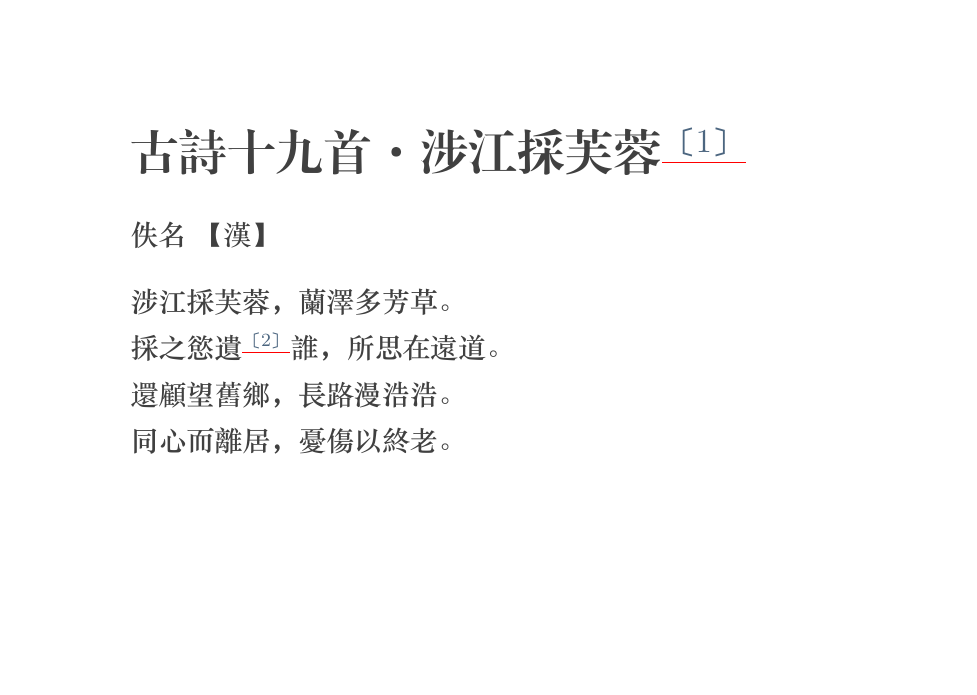 古詩十九首・涉江採芙蓉〔1〕
佚名 【漢】
涉江採芙蓉，蘭澤多芳草。
採之慾遺〔2〕誰，所思在遠道。
還顧望舊鄉，長路漫浩浩。
同心而離居，憂傷以終老。